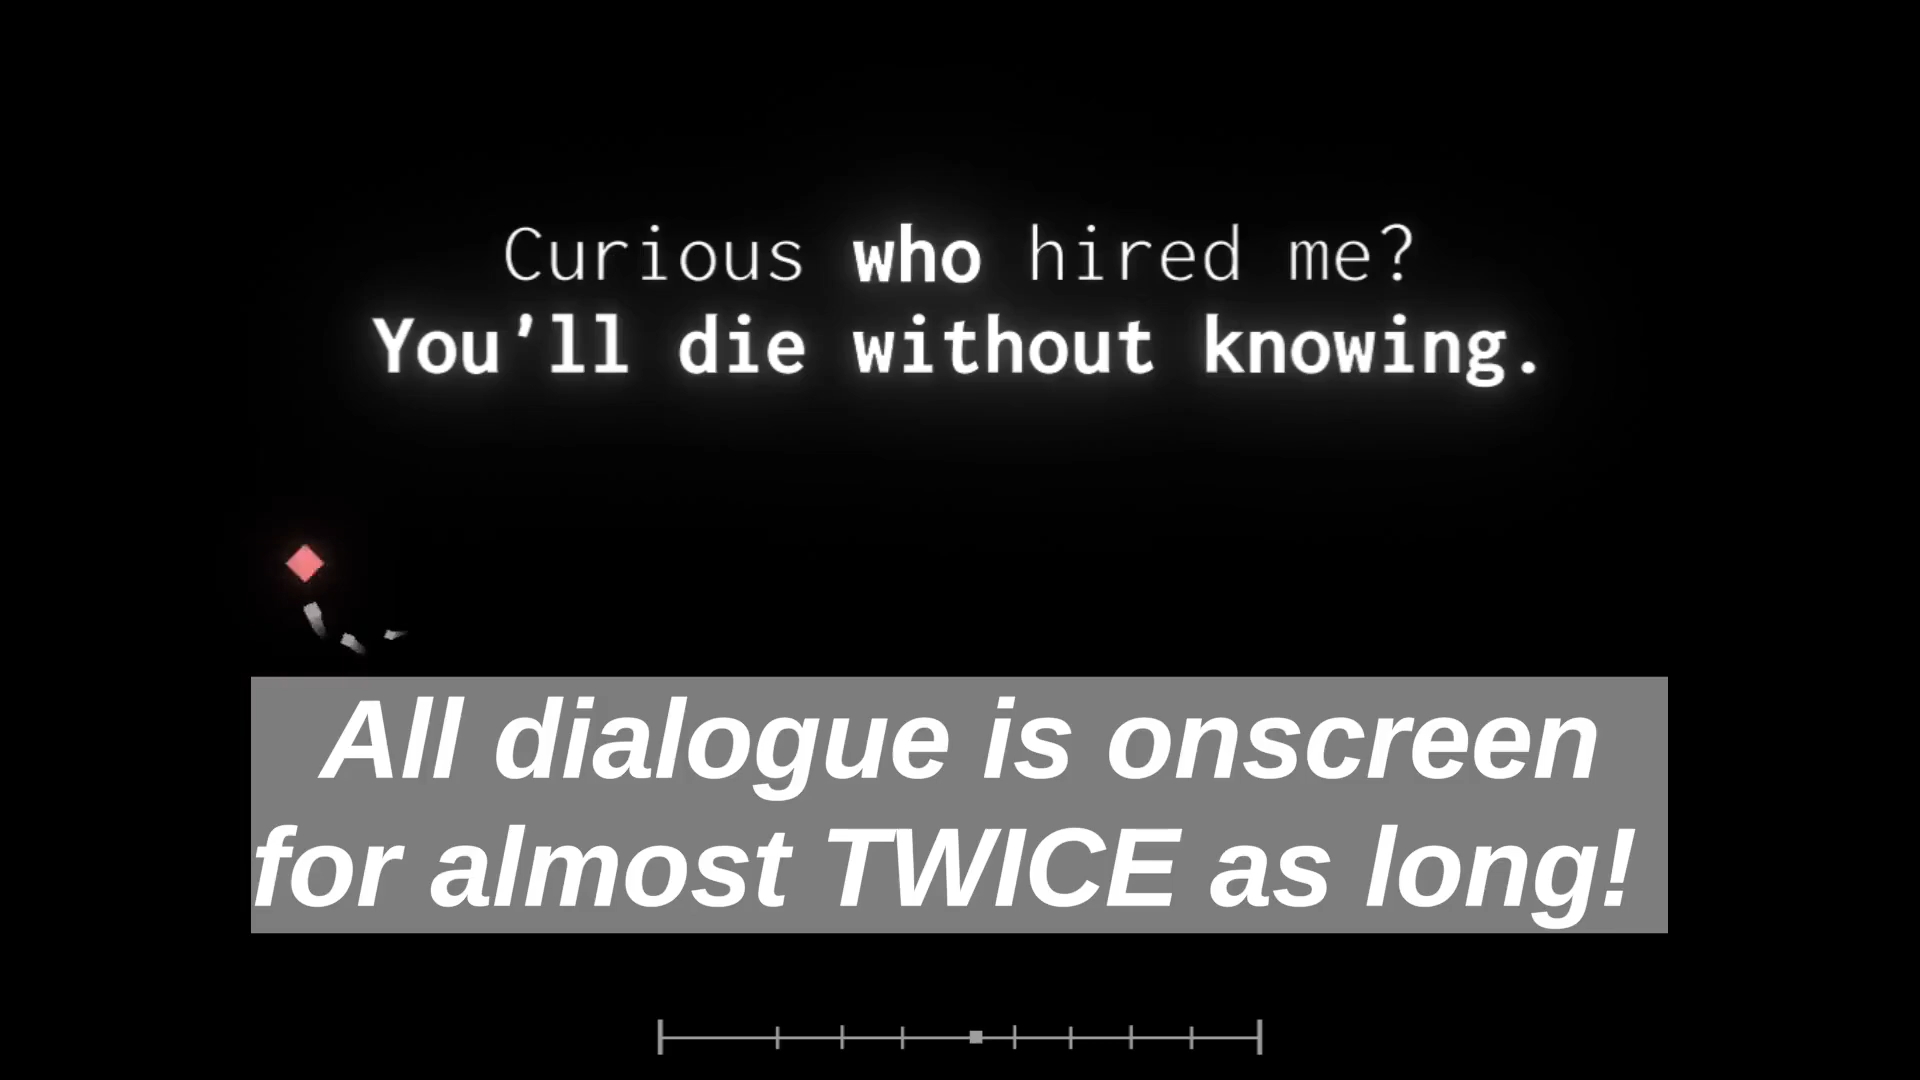 Curious who hired me?
You’ll die without knowing.
All dialogue is onscreen
for almost TWICE as long!